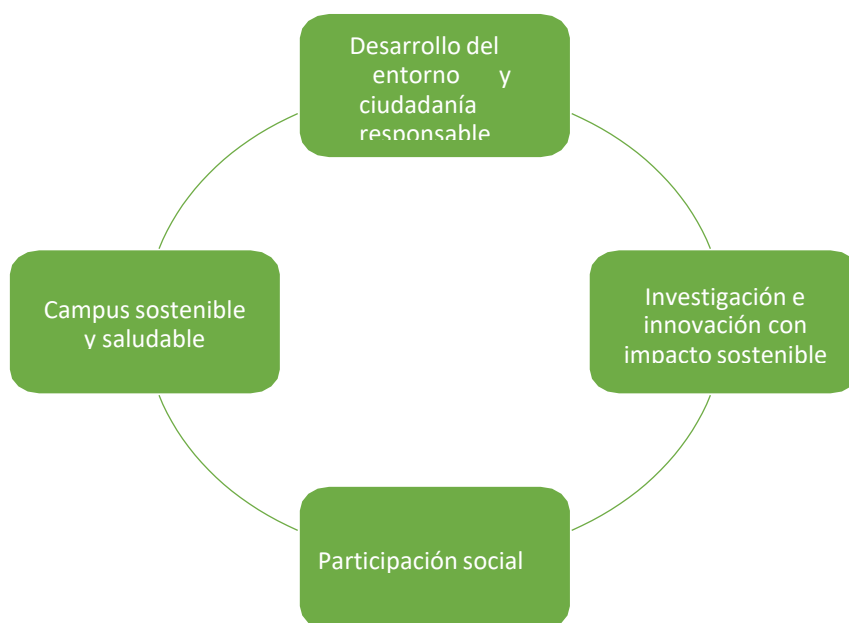 Desarrollo del
entorno y
ciudadanía
responsable
Campus sostenible
y saludable
Investigación e
innovación con
impacto sostenible
Participación social